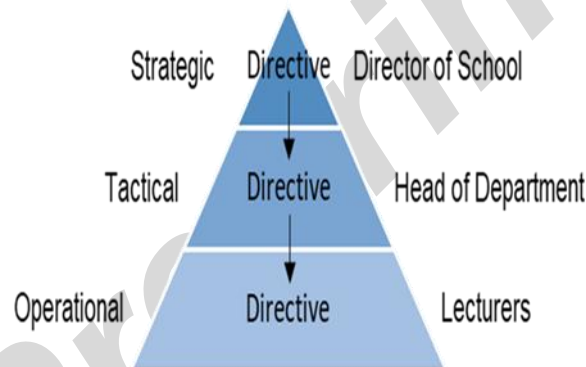 Strategic Directive Director of School
Tactical Directive Head of Department
Operational Directive Lecturers